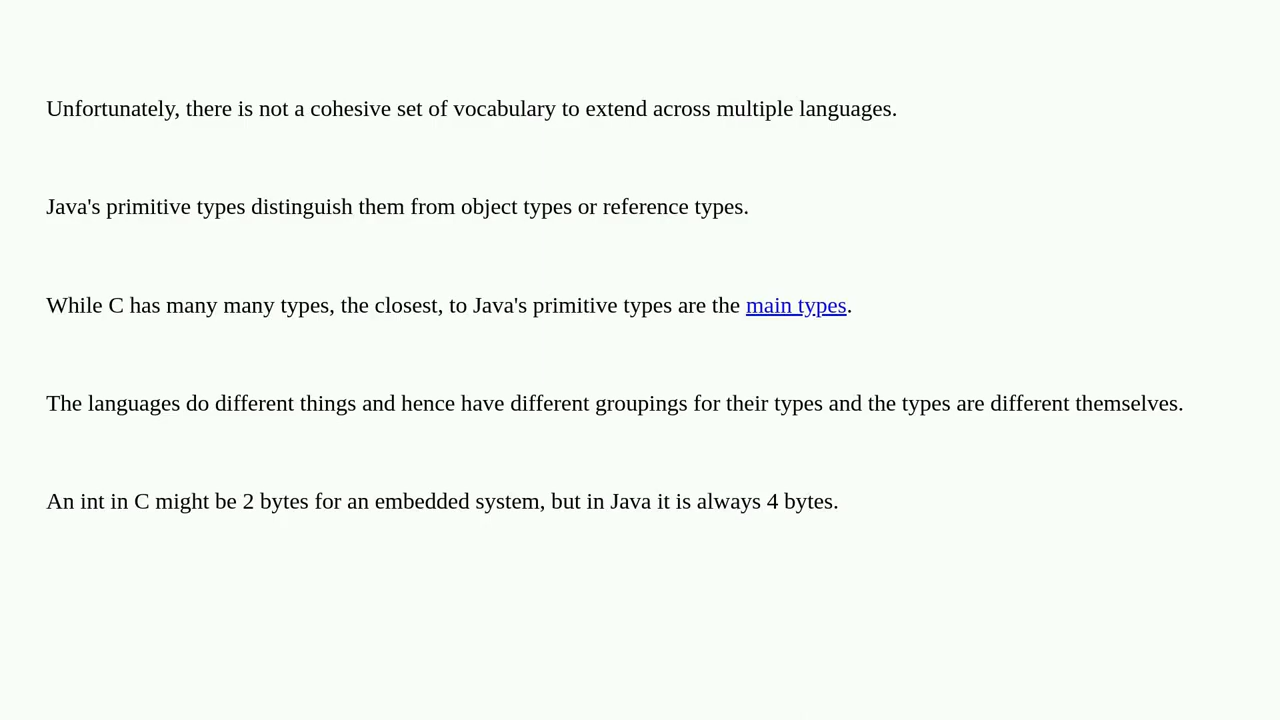 Unfortunately, there is not a cohesive set of vocabulary to extend across multiple languages.
Java's primitive types distinguish them from object types or reference types.
While C has many many types, the closest, to Java's primitive types are the main types.
The languages do different things and hence have different groupings for their types and the types are different themselves.
An int in C might be 2 bytes for an embedded system, but in Java it is always 4 bytes.